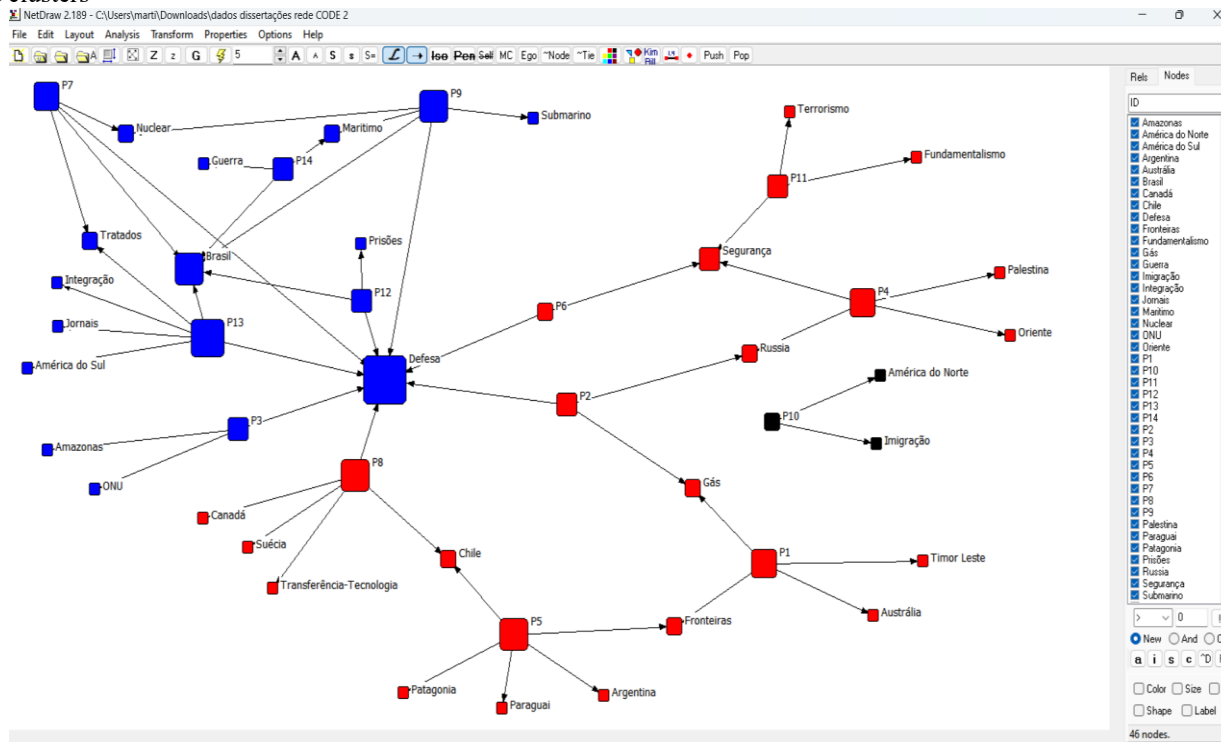 clusters
NetDraw 2.189 - C:\Users\marti\Downloads\dados dissertações rede CODE 2
File Edit Layout Analysis Transform Properties Options Help
Z z G 5 A A S s S= L Iso Pen Self MC Ego ~Node ~Tie Kim Bill L4 Push Pop
Rels Nodes
ID
P7
P9
Submarino
Nuclear
Maritimo
Guerra
P14
Terrorismo
Fundamentalismo
P11
Tratados
Brasil
Prisões
Segurança
Integração
P12
Palestina
P4
P6
Jornais
P13
Oriente
Russia
América do Sul
Defesa
América do Norte
P2
P10
P3
Imigração
Amazonas
P8
ONU
Gás
Canadá
Suécia
Chile
P1
Timor Leste
Transferência-Tecnologia
Austrália
P5
Fronteiras
Patagonia
Argentina
Paraguai
Amazonas
América do Norte
América do Sul
Argentina
Austrália
Brasil
Canadá
Chile
Defesa
Fronteiras
Fundamentalismo
Gás
Guerra
Imigração
Integração
Jornais
Maritimo
Nuclear
ONU
Oriente
P1
P10
P11
P12
P13
P14
P2
P3
P4
P5
P6
P7
P8
P9
Palestina
Paraguai
Patagonia
Prisões
Russia
Segurança
Submarino
> 0
New And
a i s c ~D
Color Size
Shape Label
46 nodes.